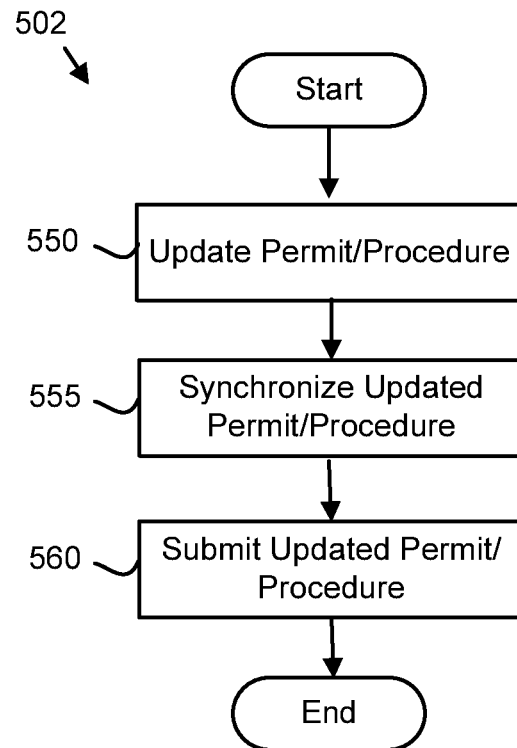 502
Start
550
Update Permit/Procedure
555
Synchronize Updated
Permit/Procedure
560
Submit Updated Permit/
Procedure
End